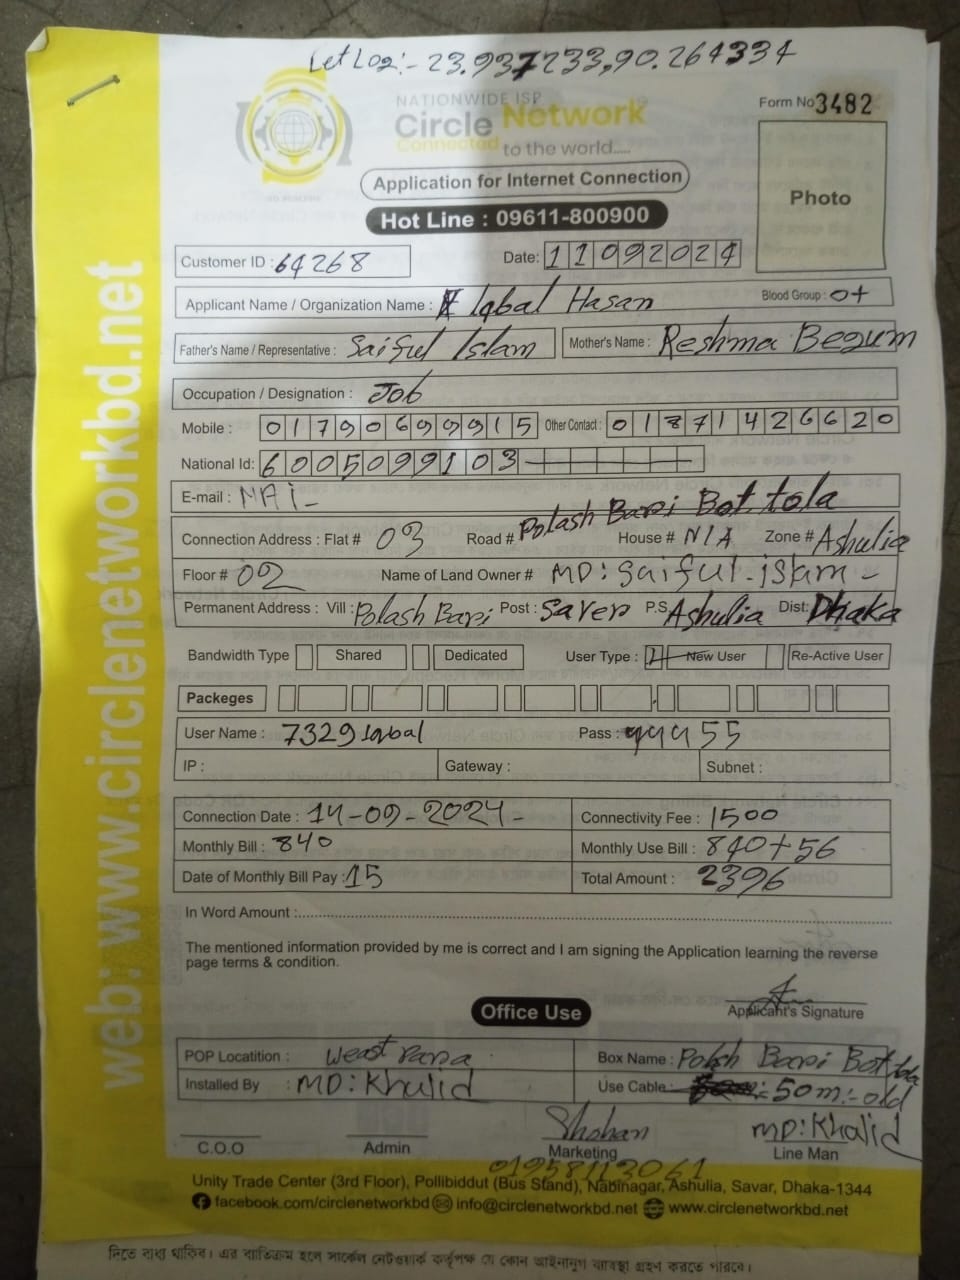 Let Log:- 23.937233,90.264334
NATIONWIDE ISP
Circle Network
Connected to the world.....
Form No 3482
Photo
Application for Internet Connection
Hot Line : 09611-800900
Customer ID : 64268
Date: 11092024
Applicant Name / Organization Name : Iqbal Hasan
Blood Group : O+
Father's Name / Representative : Saiful Islam
Mother's Name : Reshma Begum
Occupation / Designation : Job
Mobile : 01790699915 Other Contact : 01871426620
National Id: 6005099103
E-mail :
Connection Address : Flat # 03 Road # Polash Bari Bot tola House # N/A Zone # Ashulia
Floor # 02 Name of Land Owner # MD: Saiful-islam-
Permanent Address : Vill : Polash Bari Post : Saver P.S Ashulia Dist: Dhaka
Bandwidth Type Shared Dedicated User Type : New User Re-Active User
Packeges
User Name : 7329iqbal Pass : 55
IP : Gateway : Subnet :
Connection Date : 14-09-2024- Connectivity Fee : 1500
Monthly Bill : 840 Monthly Use Bill : 840+56
Date of Monthly Bill Pay : 15 Total Amount : 2396
In Word Amount :
The mentioned information provided by me is correct and I am signing the Application learning the reverse
page terms & condition.
Applicant's Signature
Office Use
POP Locatition : Weast Para Box Name : Polash Bari Bot tola
Installed By : MD: Khalid Use Cable : 50m:-old
C.O.O Admin Shohan Marketing MD: Khalid Line Man
01958113061
Unity Trade Center (3rd Floor), Pollibiddut (Bus Stand), Nabinagar, Ashulia, Savar, Dhaka-1344
facebook.com/circlenetworkbd info@circlenetworkbd.net www.circlenetworkbd.net
web: www.circlenetworkbd.net
দিতে বাধ্য থাকিব। এর ব্যতিক্রম হলে সার্কেল নেটওয়ার্ক কর্তৃপক্ষ যে কোন আইনানুগ ব্যবস্থা গ্রহণ করতে পারবে।